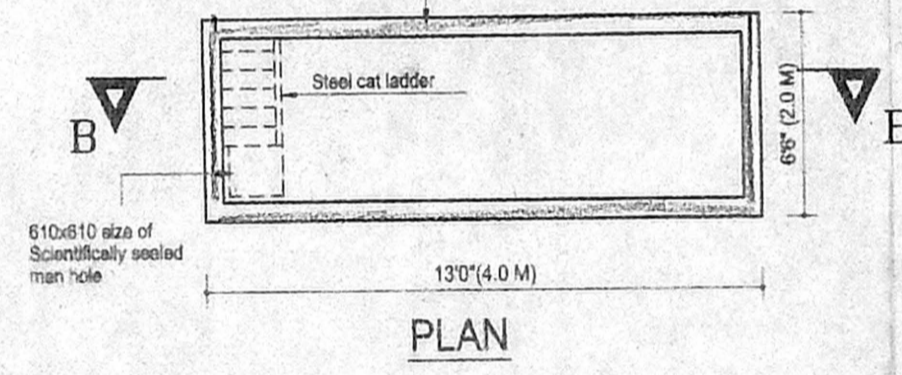 Steel cat ladder
B
B
6'6" (2.0 M)
610x610 size of
Scientifically sealed
man hole
13'0"(4.0 M)
PLAN